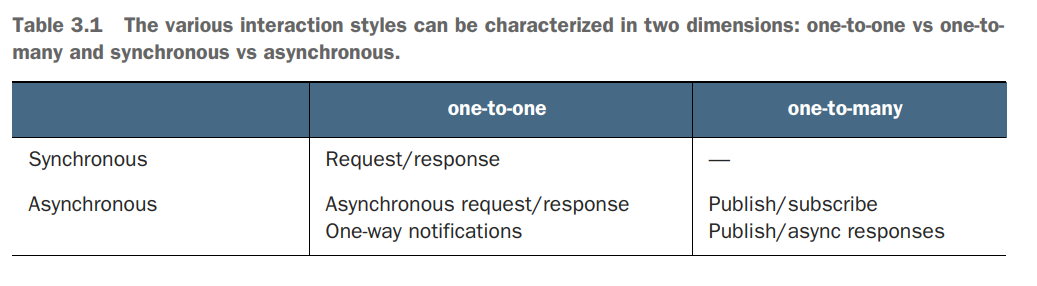 Table 3.1 The various interaction styles can be characterized in two dimensions: one-to-one vs one-to-
many and synchronous vs asynchronous.
one-to-one one-to-many
Synchronous Request/response —
Asynchronous Asynchronous request/response Publish/subscribe
One-way notifications Publish/async responses